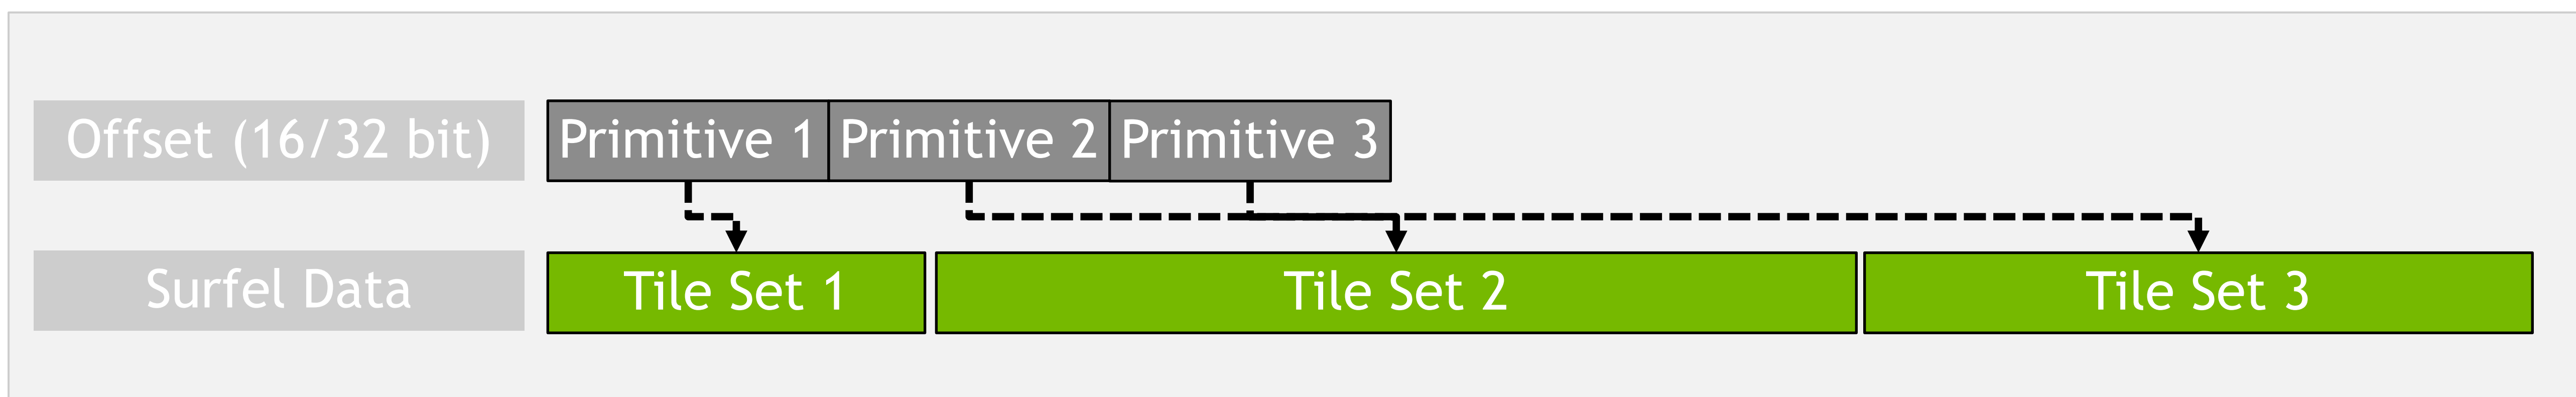 Offset (16/32 bit) Primitive 1 Primitive 2 Primitive 3
Surfel Data Tile Set 1 Tile Set 2 Tile Set 3